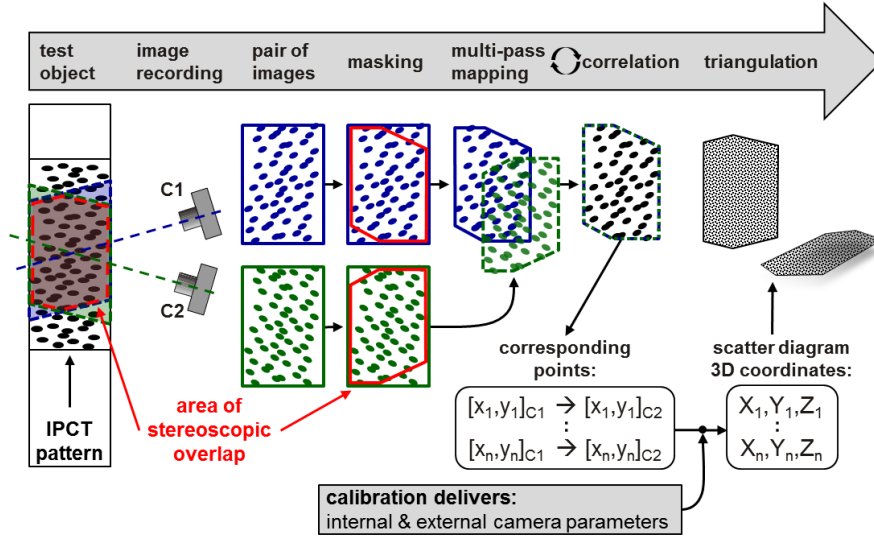 test object
image recording
pair of images
masking
multi-pass mapping
correlation
triangulation
C1
C2
IPCT pattern
area of stereoscopic overlap
corresponding points:
[x1,y1]C1 → [x1,y1]C2
:
[xn,yn]C1 → [xn,yn]C2
scatter diagram
3D coordinates:
X1,Y1,Z1
:
Xn,Yn,Zn
calibration delivers:
internal & external camera parameters